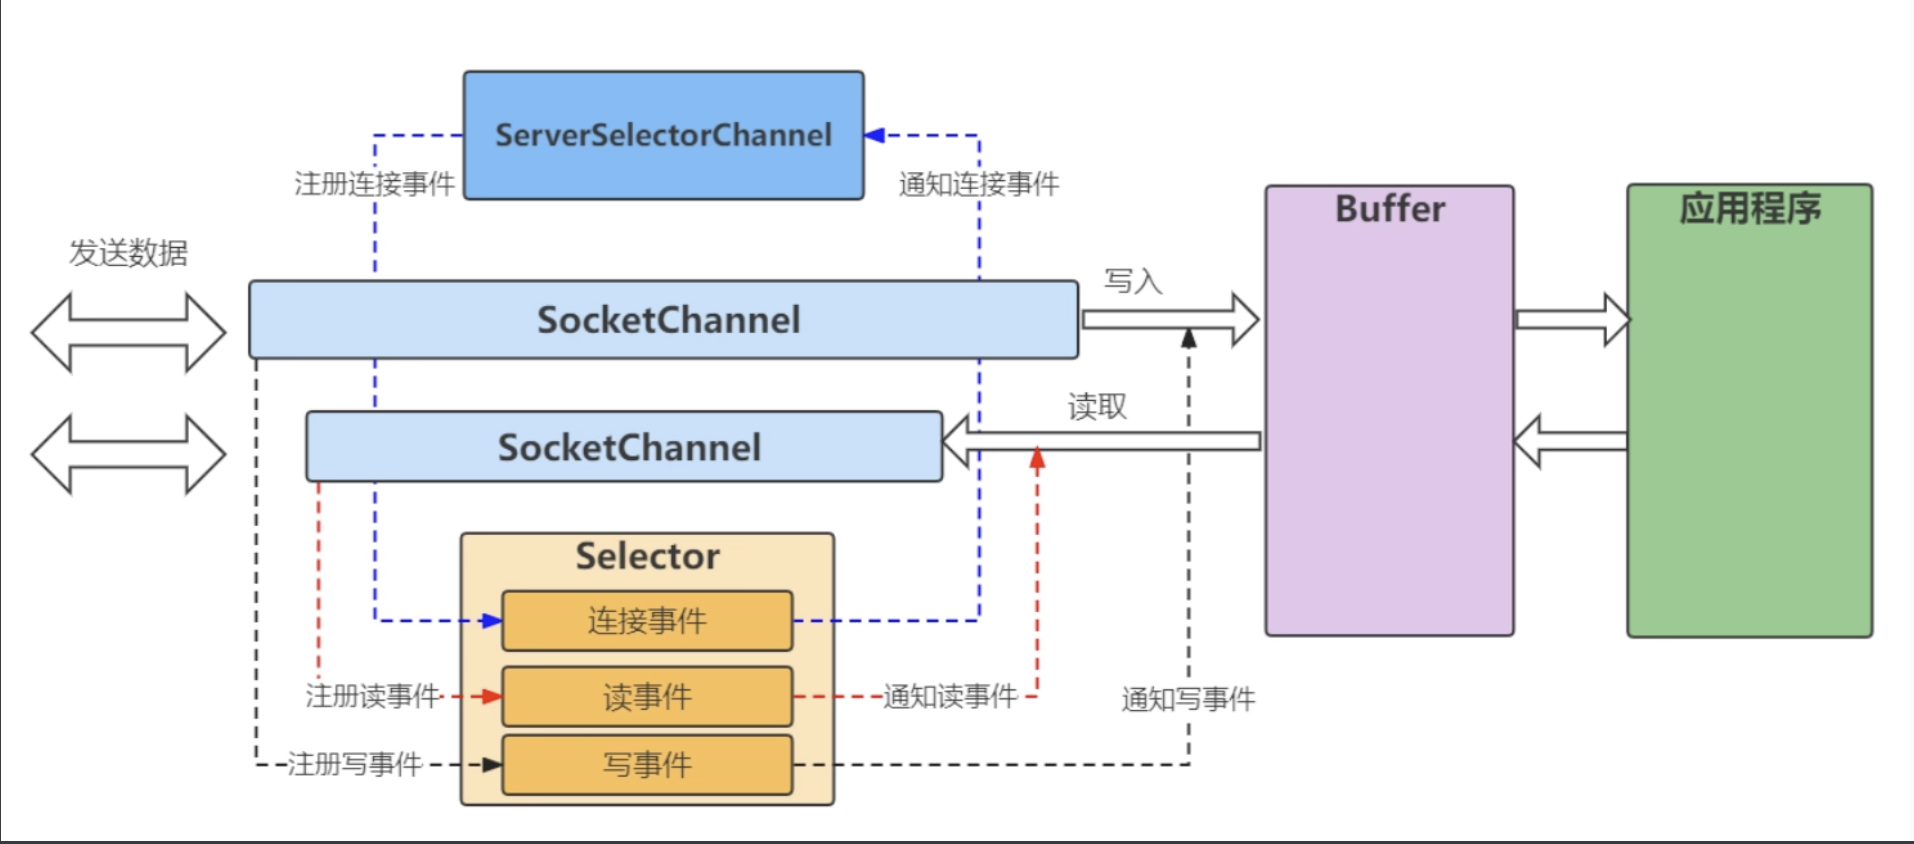 ServerSelectorChannel
注册连接事件
通知连接事件
Buffer
应用程序
发送数据
写入
SocketChannel
读取
SocketChannel
Selector
连接事件
注册读事件
读事件
通知读事件
通知写事件
注册写事件
写事件